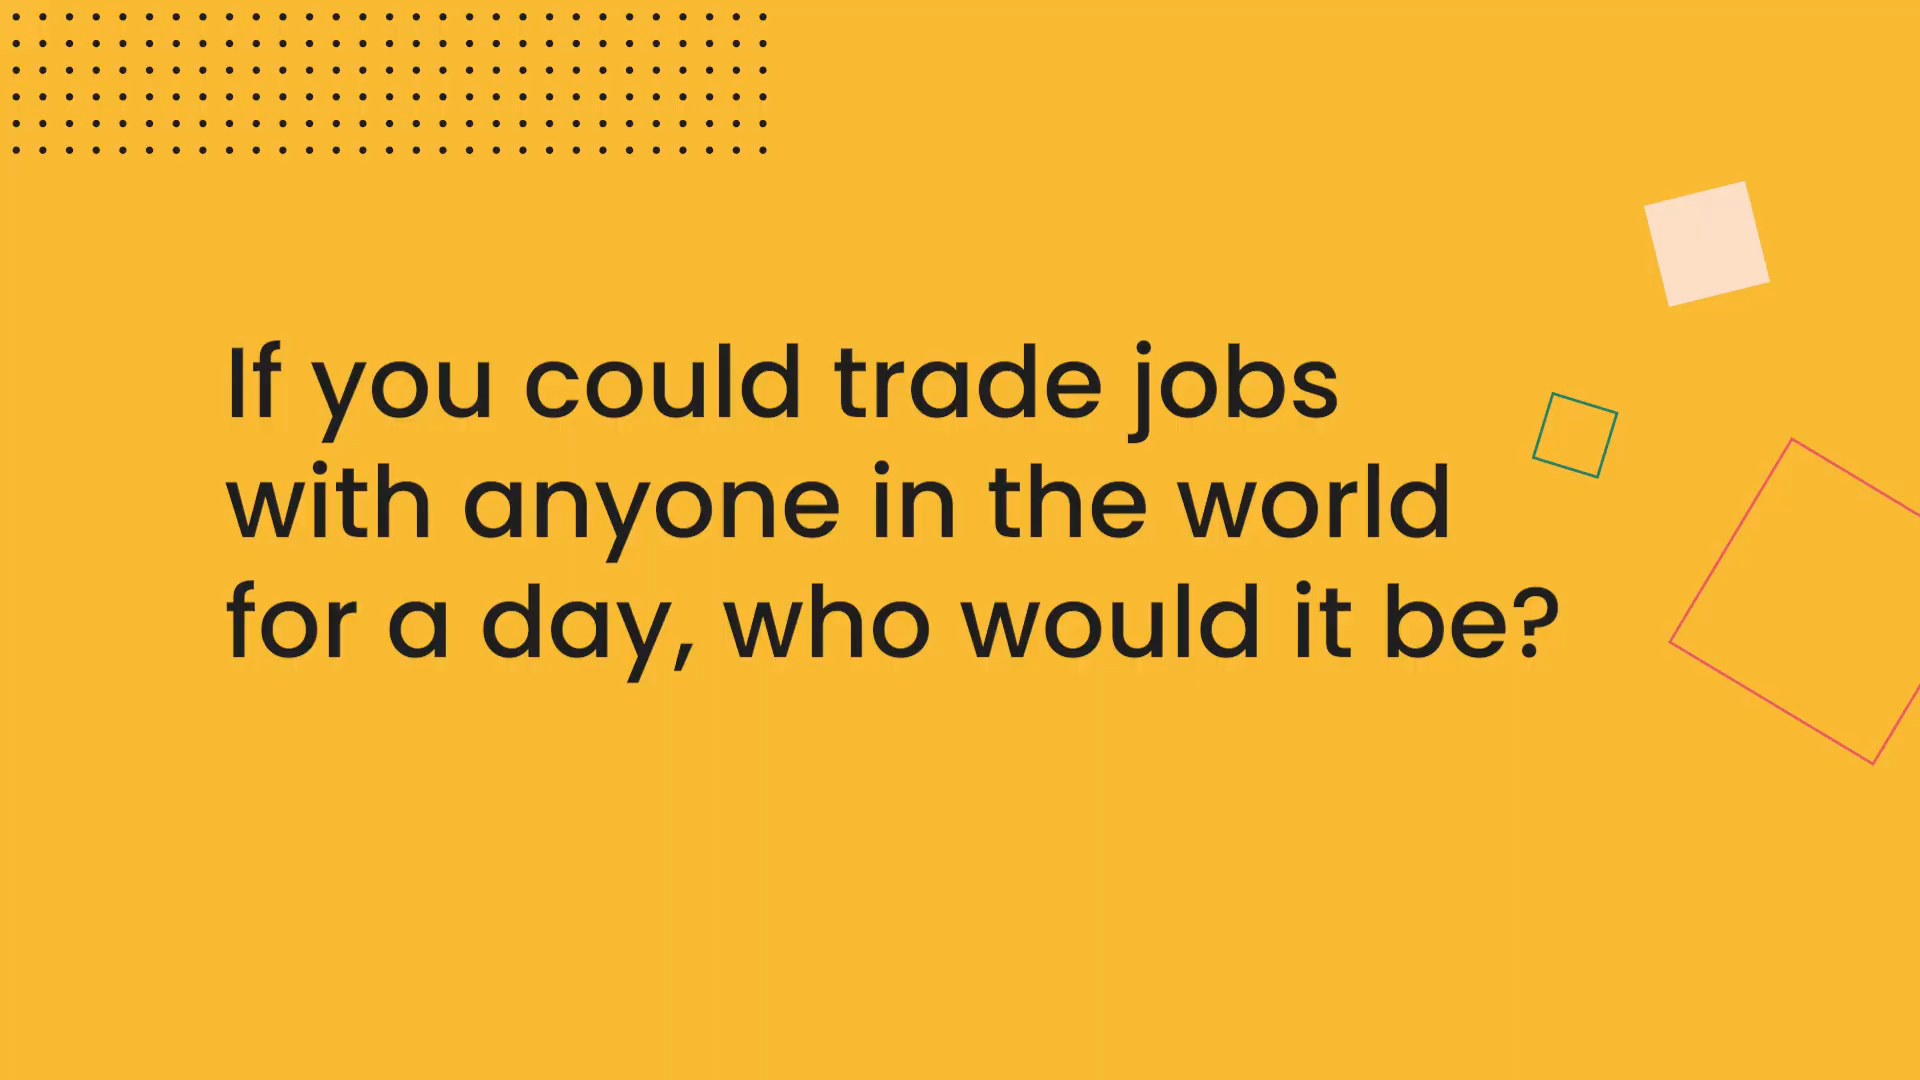 If you could trade jobs
with anyone in the world
for a day, who would it be?